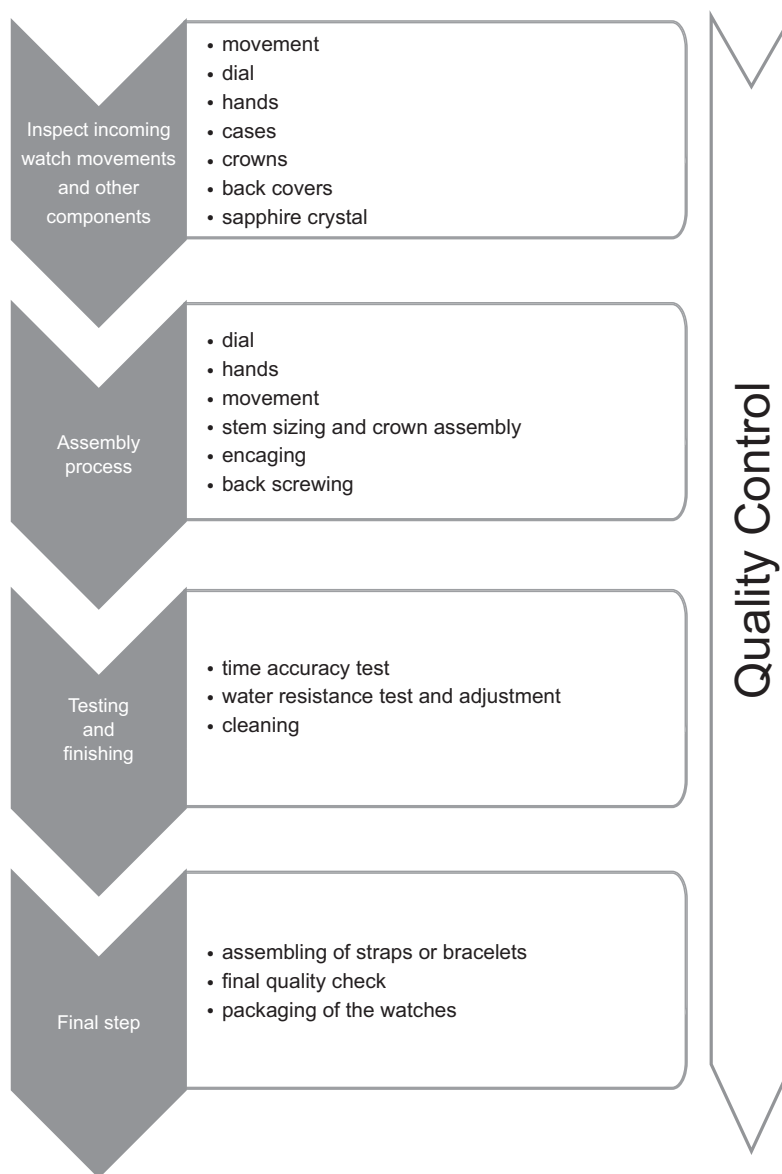 Inspect incoming
watch movements
and other
components
• movement
• dial
• hands
• cases
• crowns
• back covers
• sapphire crystal
Assembly
process
• dial
• hands
• movement
• stem sizing and crown assembly
• encaging
• back screwing
Testing
and
finishing
• time accuracy test
• water resistance test and adjustment
• cleaning
Final step
• assembling of straps or bracelets
• final quality check
• packaging of the watches
Quality Control